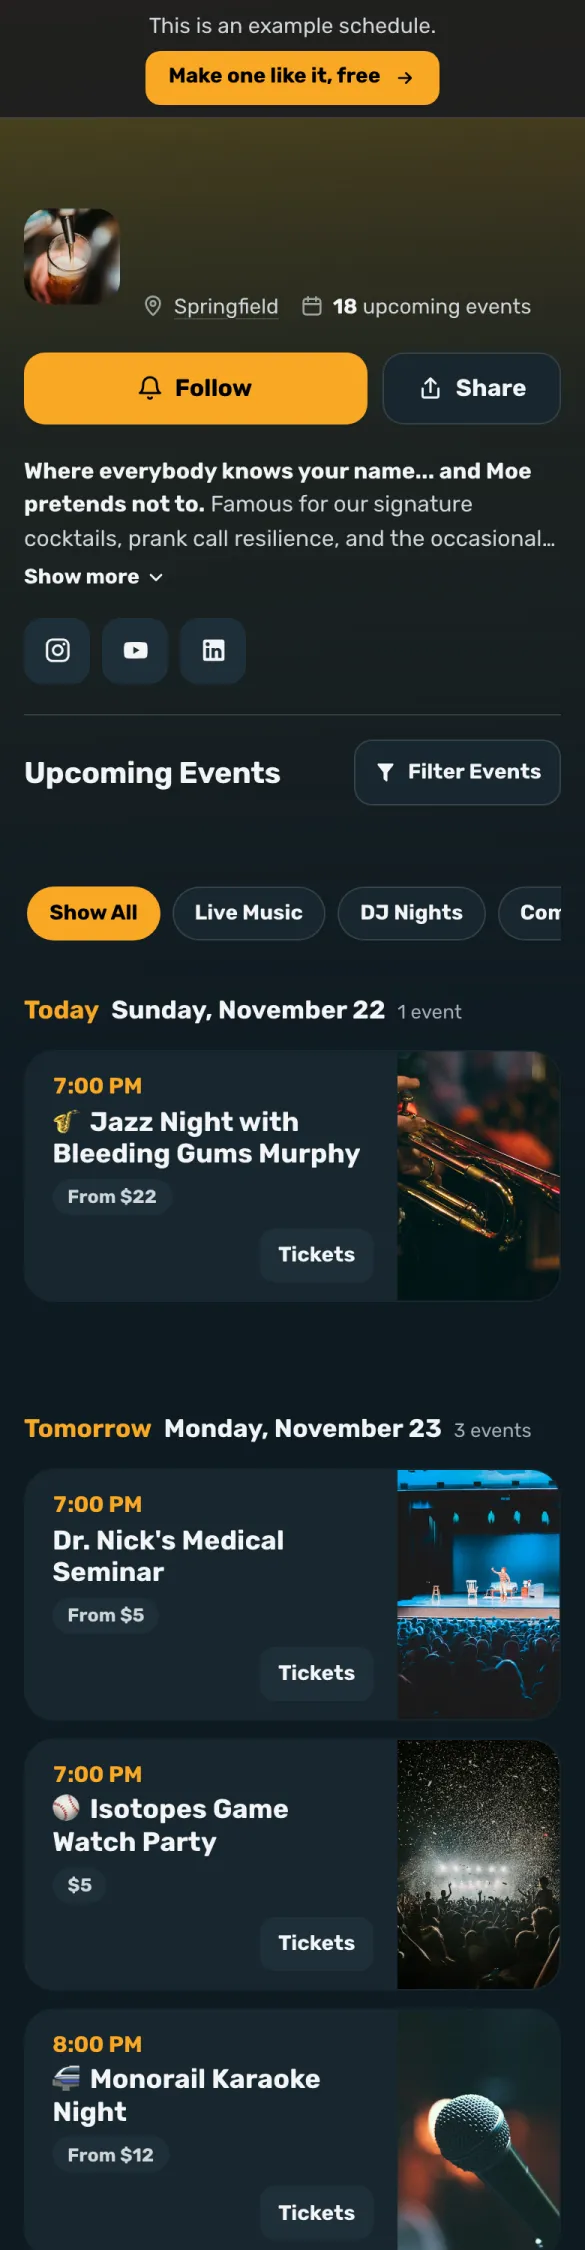 This is an example schedule.
Make one like it, free →
Springfield 18 upcoming events
Follow Share
Where everybody knows your name... and Moe
pretends not to. Famous for our signature
cocktails, prank call resilience, and the occasional...
Show more
Upcoming Events Filter Events
Show All Live Music DJ Nights Com
Today Sunday, November 22 1 event
7:00 PM
🎷 Jazz Night with
Bleeding Gums Murphy
From $22
Tickets
Tomorrow Monday, November 23 3 events
7:00 PM
Dr. Nick's Medical
Seminar
From $5
Tickets
7:00 PM
⚾ Isotopes Game
Watch Party
$5
Tickets
8:00 PM
🚝 Monorail Karaoke
Night
From $12
Tickets